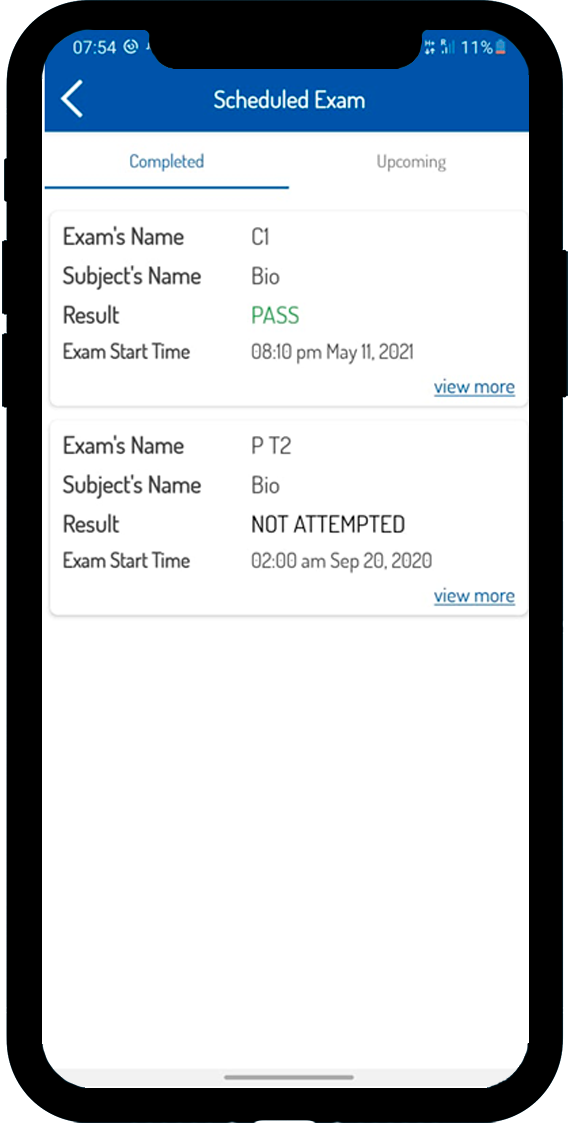 07:54 11%
Scheduled Exam
Completed Upcoming
Exam's Name C1
Subject's Name Bio
Result PASS
Exam Start Time 08:10 pm May 11, 2021
view more
Exam's Name P T2
Subject's Name Bio
Result NOT ATTEMPTED
Exam Start Time 02:00 am Sep 20, 2020
view more